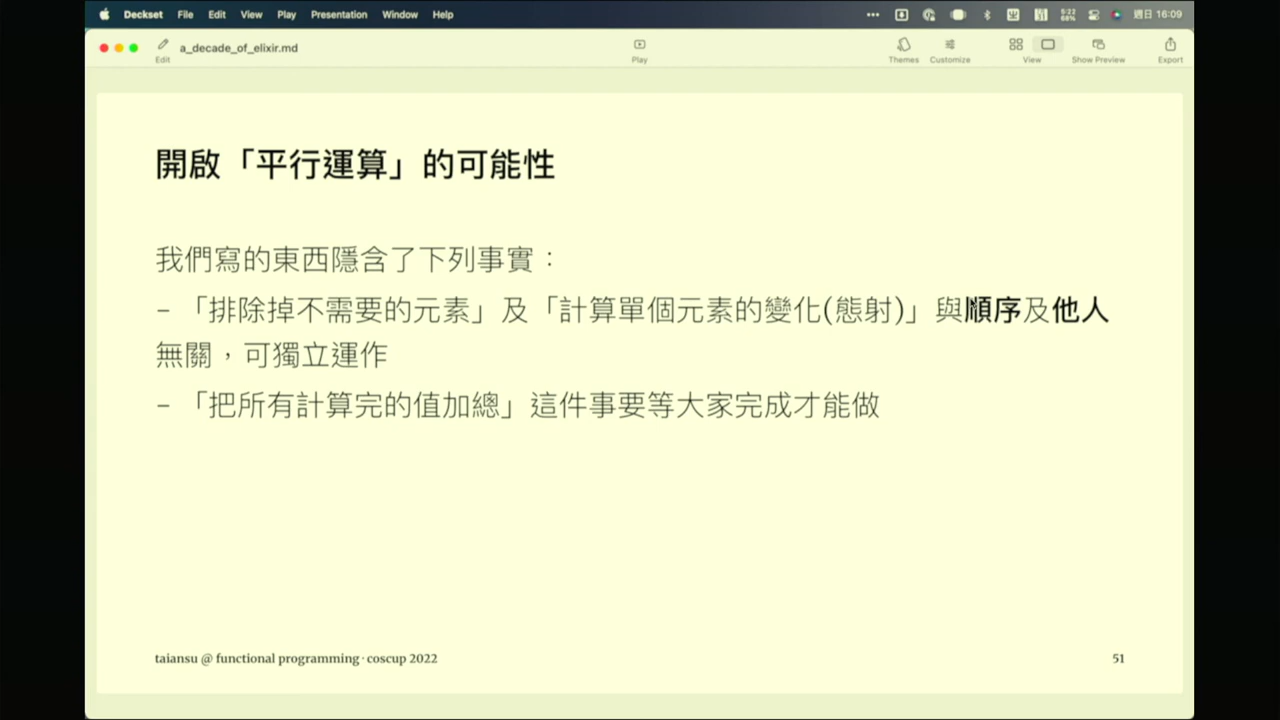 Deckset File Edit View Play Presentation Window Help ••• 5:22 68% 週日 16:09
a_decade_of_elixir.md
Edit Play Themes Customize View Show Preview Export
開啟「平行運算」的可能性
我們寫的東西隱含了下列事實：
– 「排除掉不需要的元素」及「計算單個元素的變化(態射)」與順序及他人
無關，可獨立運作
– 「把所有計算完的值加總」這件事要等大家完成才能做
taiansu @ functional programming · coscup 2022
51